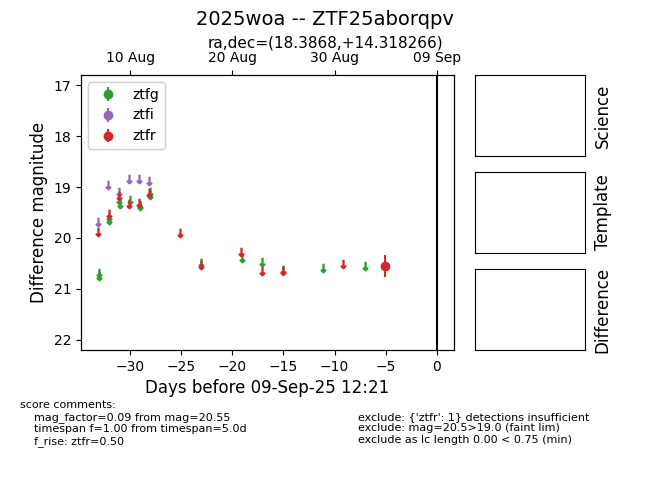 2025woa -- ZTF25aborqpv
ra,dec=(18.3868,+14.318266)
10 Aug
20 Aug
30 Aug
09 Sep
ztfg
ztfi
ztfr
17
18
19
20
21
22
Difference magnitude
−30
−25
−20
−15
−10
−5
0
Days before 09-Sep-25 12:21
Science
Template
Difference
score comments:
mag_factor=0.09 from mag=20.55
timespan f=1.00 from timespan=5.0d
f_rise: ztfr=0.50
exclude: {'ztfr': 1} detections insufficient
exclude: mag=20.5>19.0 (faint lim)
exclude as lc length 0.00 < 0.75 (min)